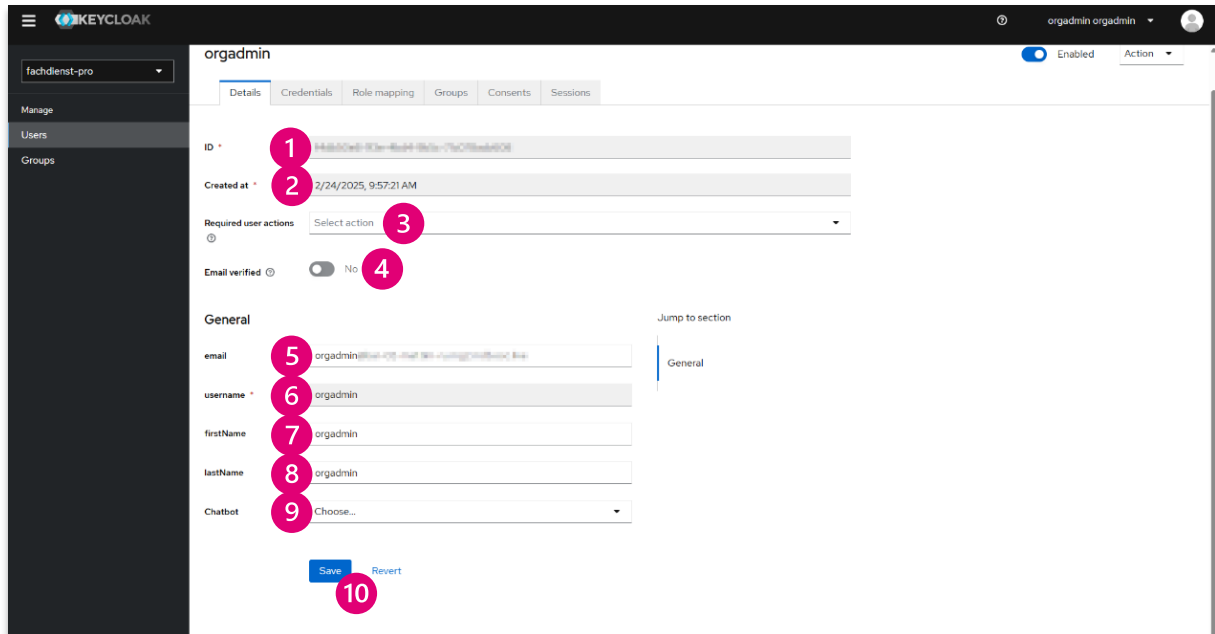 KEYCLOAK
orgadmin orgadmin
fachdienst-pro
Manage
Users
Groups
orgadmin
Enabled
Action
Details Credentials Role mapping Groups Consents Sessions
ID * 1
Created at * 2 2/24/2025, 9:57:21 AM
Required user actions Select action 3
Email verified No 4
General
Jump to section
General
email 5 orgadmin
username * 6 orgadmin
firstName 7 orgadmin
lastName 8 orgadmin
Chatbot 9 Choose...
Save Revert
10